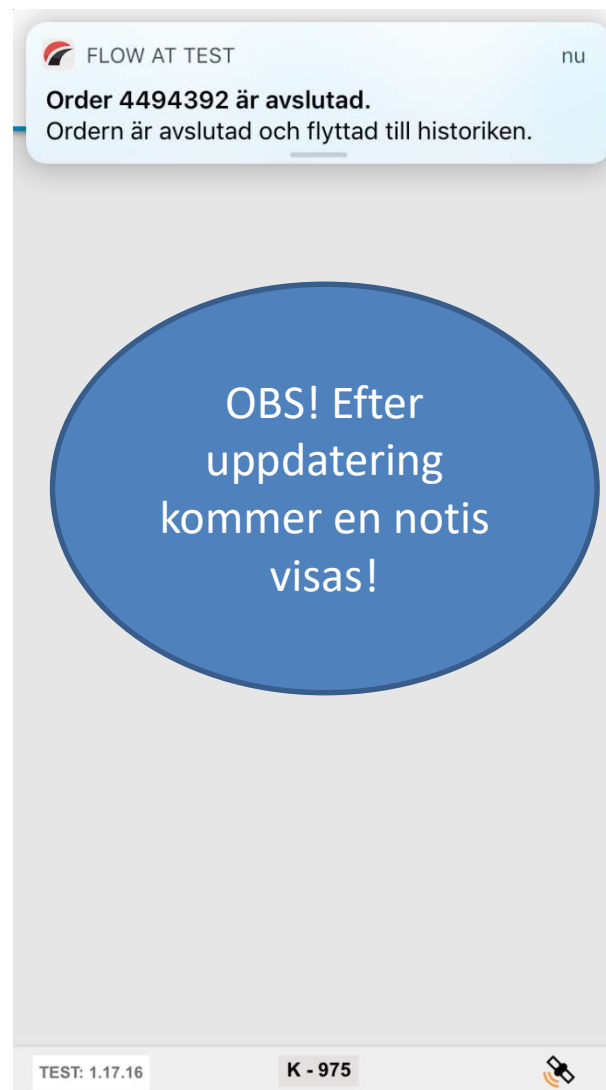 FLOW AT TEST nu
Order 4494392 är avslutad.
Ordern är avslutad och flyttad till historiken.
OBS! Efter
uppdatering
kommer en notis
visas!
TEST: 1.17.16 K - 975